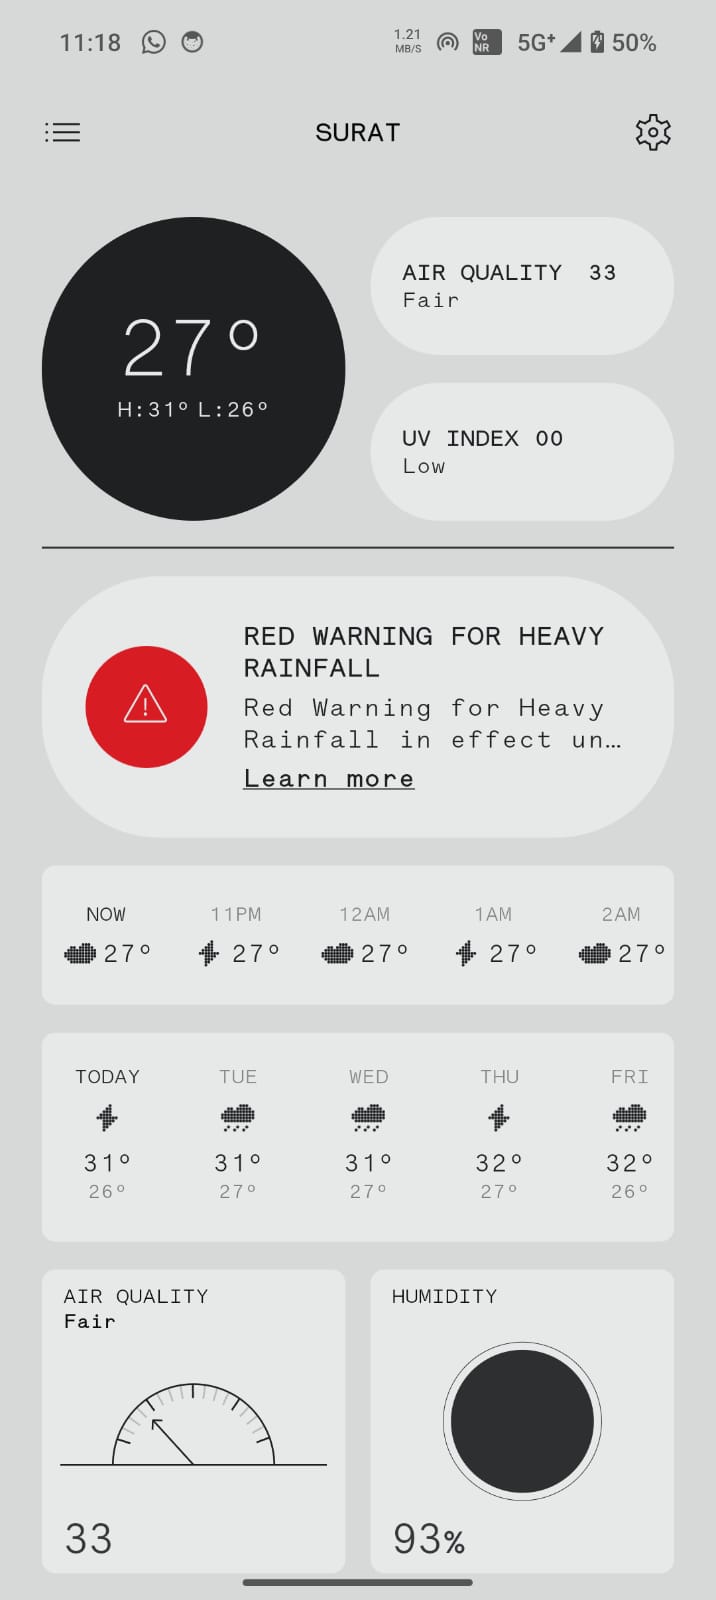 11:18 1.21 MB/S Vo NR 5G+ 50%
SURAT
27°
H:31° L:26°
AIR QUALITY 33
Fair
UV INDEX 00
Low
RED WARNING FOR HEAVY
RAINFALL
Red Warning for Heavy
Rainfall in effect un…
Learn more
NOW 11PM 12AM 1AM 2AM
27° 27° 27° 27° 27°
TODAY TUE WED THU FRI
31° 31° 31° 32° 32°
26° 27° 27° 27° 26°
AIR QUALITY
Fair
33
HUMIDITY
93%